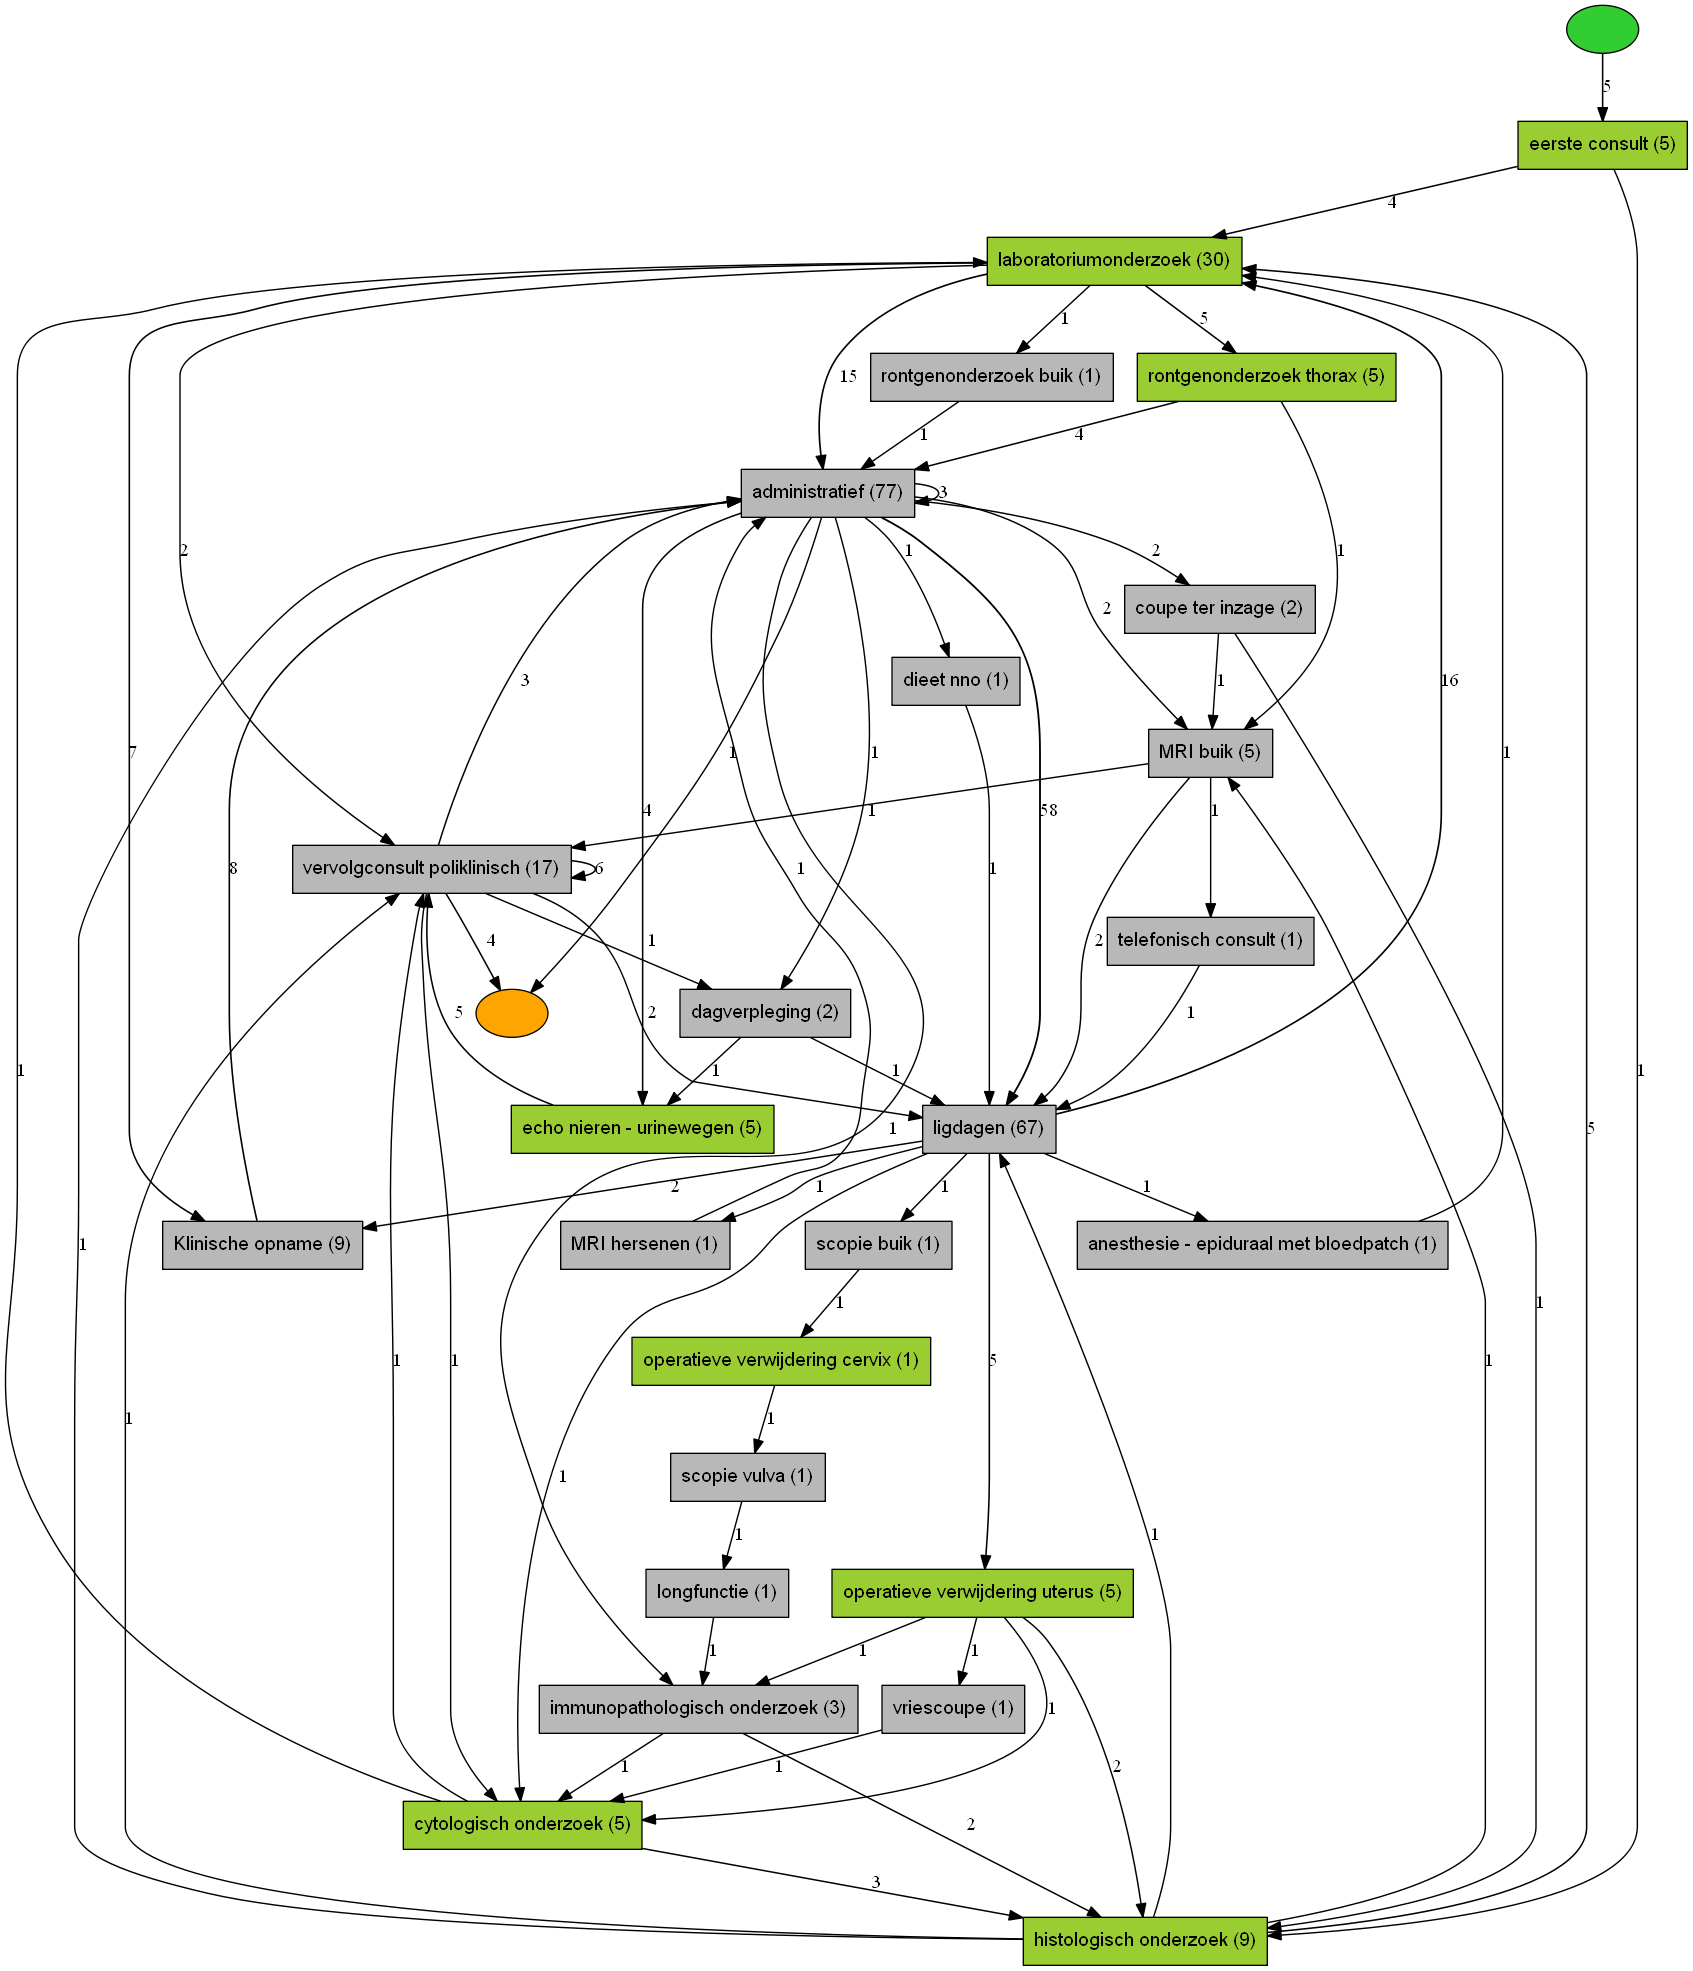 5
eerste consult (5)
4
laboratoriumonderzoek (30)
1
5
15
rontgenonderzoek buik (1)
rontgenonderzoek thorax (5)
1
4
administratief (77)
3
2
1
2
1
coupe ter inzage (2)
2
dieet nno (1)
3
1
16
7
1
1
MRI buik (5)
1
4
1
58
1
vervolgconsult poliklinisch (17)
6
8
1
1
4
1
2
telefonisch consult (1)
5
dagverpleging (2)
2
1
1
1
1
1
echo nieren - urinewegen (5)
1
ligdagen (67)
5
2
1
1
1
Klinische opname (9)
MRI hersenen (1)
scopie buik (1)
anesthesie - epiduraal met bloedpatch (1)
1
1
1
operatieve verwijdering cervix (1)
1
1
5
1
1
1
scopie vulva (1)
1
1
1
longfunctie (1)
operatieve verwijdering uterus (5)
1
1
1
1
immunopathologisch onderzoek (3)
vriescoupe (1)
1
1
2
cytologisch onderzoek (5)
2
3
histologisch onderzoek (9)